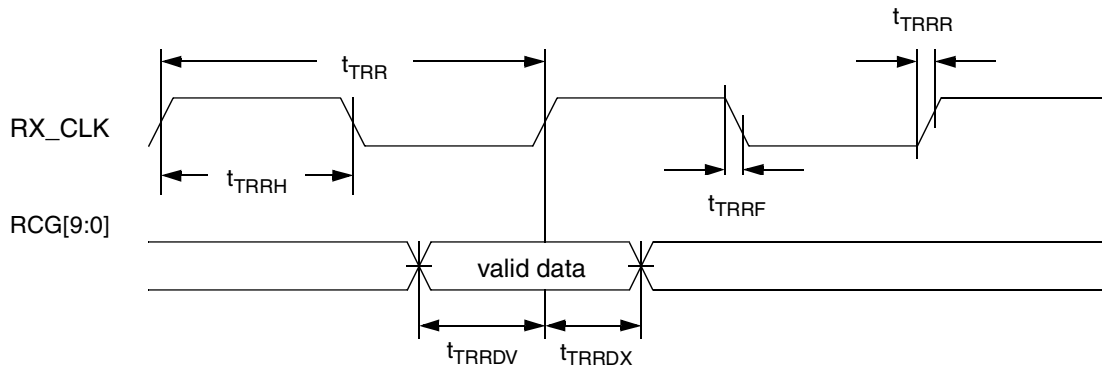 tTRRR
tTRR
RX_CLK
tTRRH
tTRRF
RCG[9:0]
valid data
tTRRDV tTRRDX